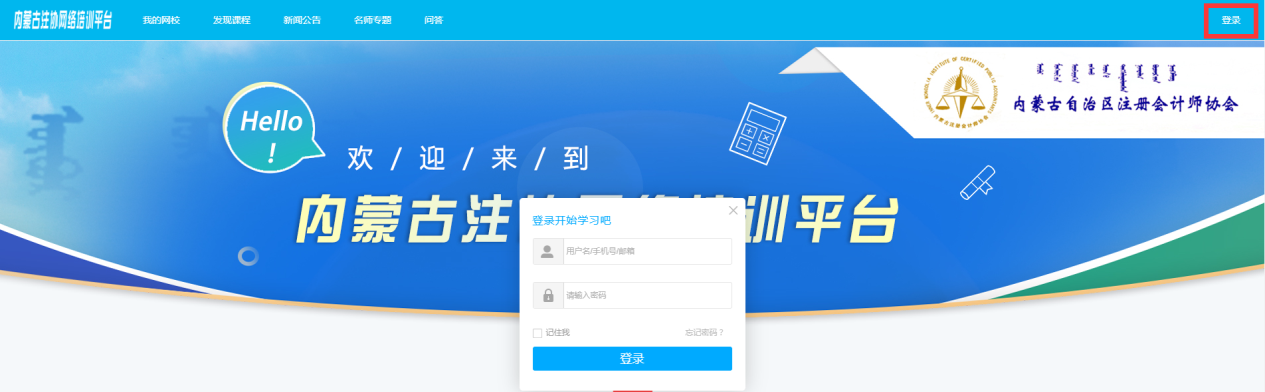 内蒙古注协网络培训平台 我的网校 发现课程 新闻公告 名师专题 问答 登录
内蒙古自治区注册会计师协会
Hello
!
欢 / 迎 / 来 / 到
内蒙古注 训平台
登录开始学习吧
用户名/手机号/邮箱
请输入密码
记住我 忘记密码？
登录